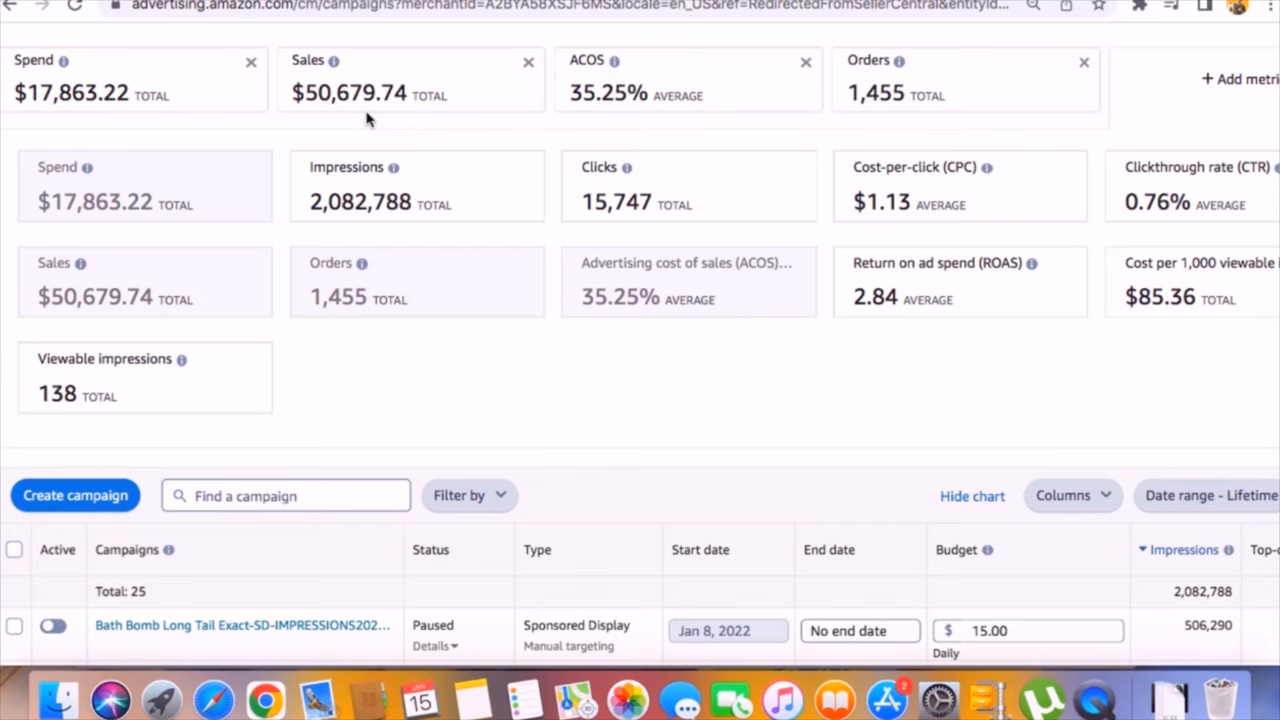 advertising.amazon.com/cm/campaigns?merchantId=A2BYA58XSJF6MS&locale=en_US&ref=RedirectedFromSellerCentral&entityId...
Spend Sales ACOS Orders
$17,863.22 TOTAL $50,679.74 TOTAL 35.25% AVERAGE 1,455 TOTAL + Add metri
Spend Impressions Clicks Cost-per-click (CPC) Clickthrough rate (CTR)
$17,863.22 TOTAL 2,082,788 TOTAL 15,747 TOTAL $1.13 AVERAGE 0.76% AVERAGE
Sales Orders Advertising cost of sales (ACOS)... Return on ad spend (ROAS) Cost per 1,000 viewable i
$50,679.74 TOTAL 1,455 TOTAL 35.25% AVERAGE 2.84 AVERAGE $85.36 TOTAL
Viewable impressions
138 TOTAL
Create campaign Find a campaign Filter by Hide chart Columns Date range - Lifetime
Active Campaigns Status Type Start date End date Budget Impressions Top-
Total: 25 2,082,788
Bath Bomb Long Tail Exact-SD-IMPRESSIONS202... Paused Sponsored Display Jan 8, 2022 No end date $ 15.00 506,290
Details Manual targeting Daily
JAN 2
15